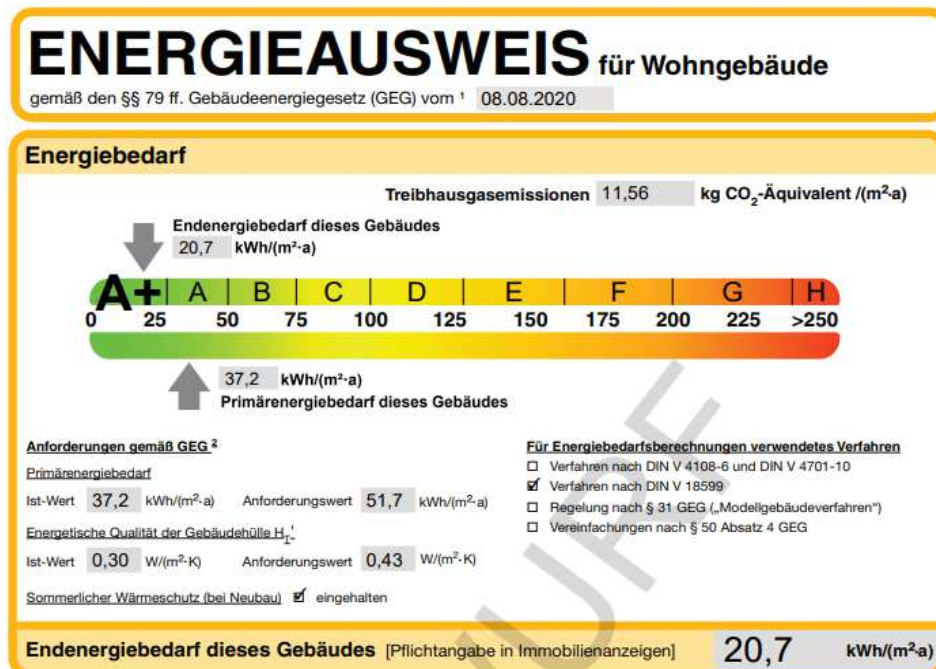 ENERGIEAUSWEIS für Wohngebäude
gemäß den §§ 79 ff. Gebäudeenergiegesetz (GEG) vom ¹ 08.08.2020
Energiebedarf
Treibhausgasemissionen 11,56 kg CO₂-Äquivalent /(m²·a)
Endenergiebedarf dieses Gebäudes
20,7 kWh/(m²·a)
A+ A B C D E F G H
0 25 50 75 100 125 150 175 200 225 >250
37,2 kWh/(m²·a)
Primärenergiebedarf dieses Gebäudes
Anforderungen gemäß GEG ²
Primärenergiebedarf
Ist-Wert 37,2 kWh/(m²·a) Anforderungswert 51,7 kWh/(m²·a)
Energetische Qualität der Gebäudehülle H_T'
Ist-Wert 0,30 W/(m²·K) Anforderungswert 0,43 W/(m²·K)
Sommerlicher Wärmeschutz (bei Neubau) ☑ eingehalten
Für Energiebedarfsberechnungen verwendetes Verfahren
☐ Verfahren nach DIN V 4108-6 und DIN V 4701-10
☑ Verfahren nach DIN V 18599
☐ Regelung nach § 31 GEG („Modellgebäudeverfahren")
☐ Vereinfachungen nach § 50 Absatz 4 GEG
Endenergiebedarf dieses Gebäudes [Pflichtangabe in Immobilienanzeigen] 20,7 kWh/(m²·a)